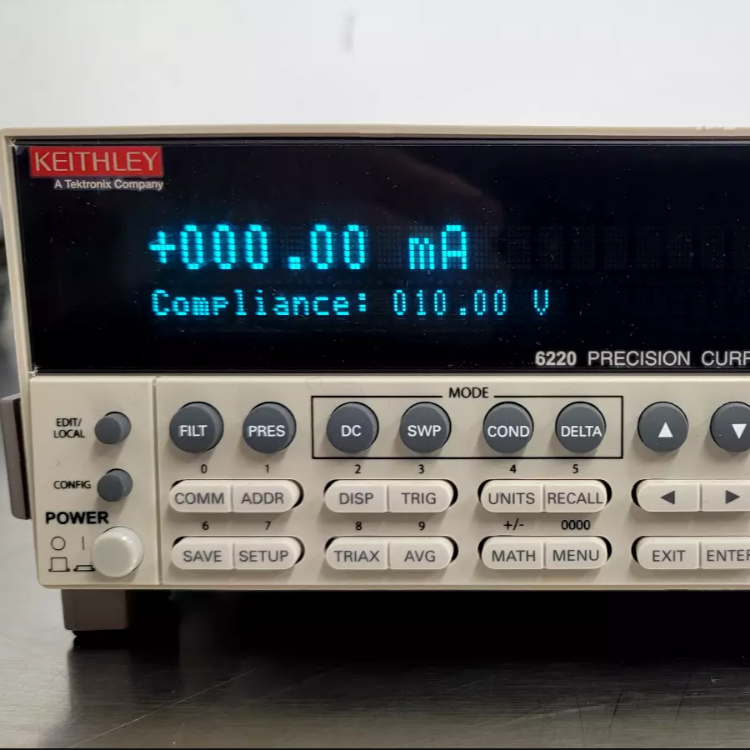 KEITHLEY
A Tektronix Company
+000.00 mA
Compliance: 010.00 V
6220 PRECISION CURR
MODE
EDIT/
LOCAL
FILT PRES DC SWP COND DELTA
0 1 2 3 4 5
CONFIG
COMM ADDR DISP TRIG UNITS RECALL
6 7 8 9 +/- 0000
POWER
SAVE SETUP TRIAX AVG MATH MENU EXIT ENTER